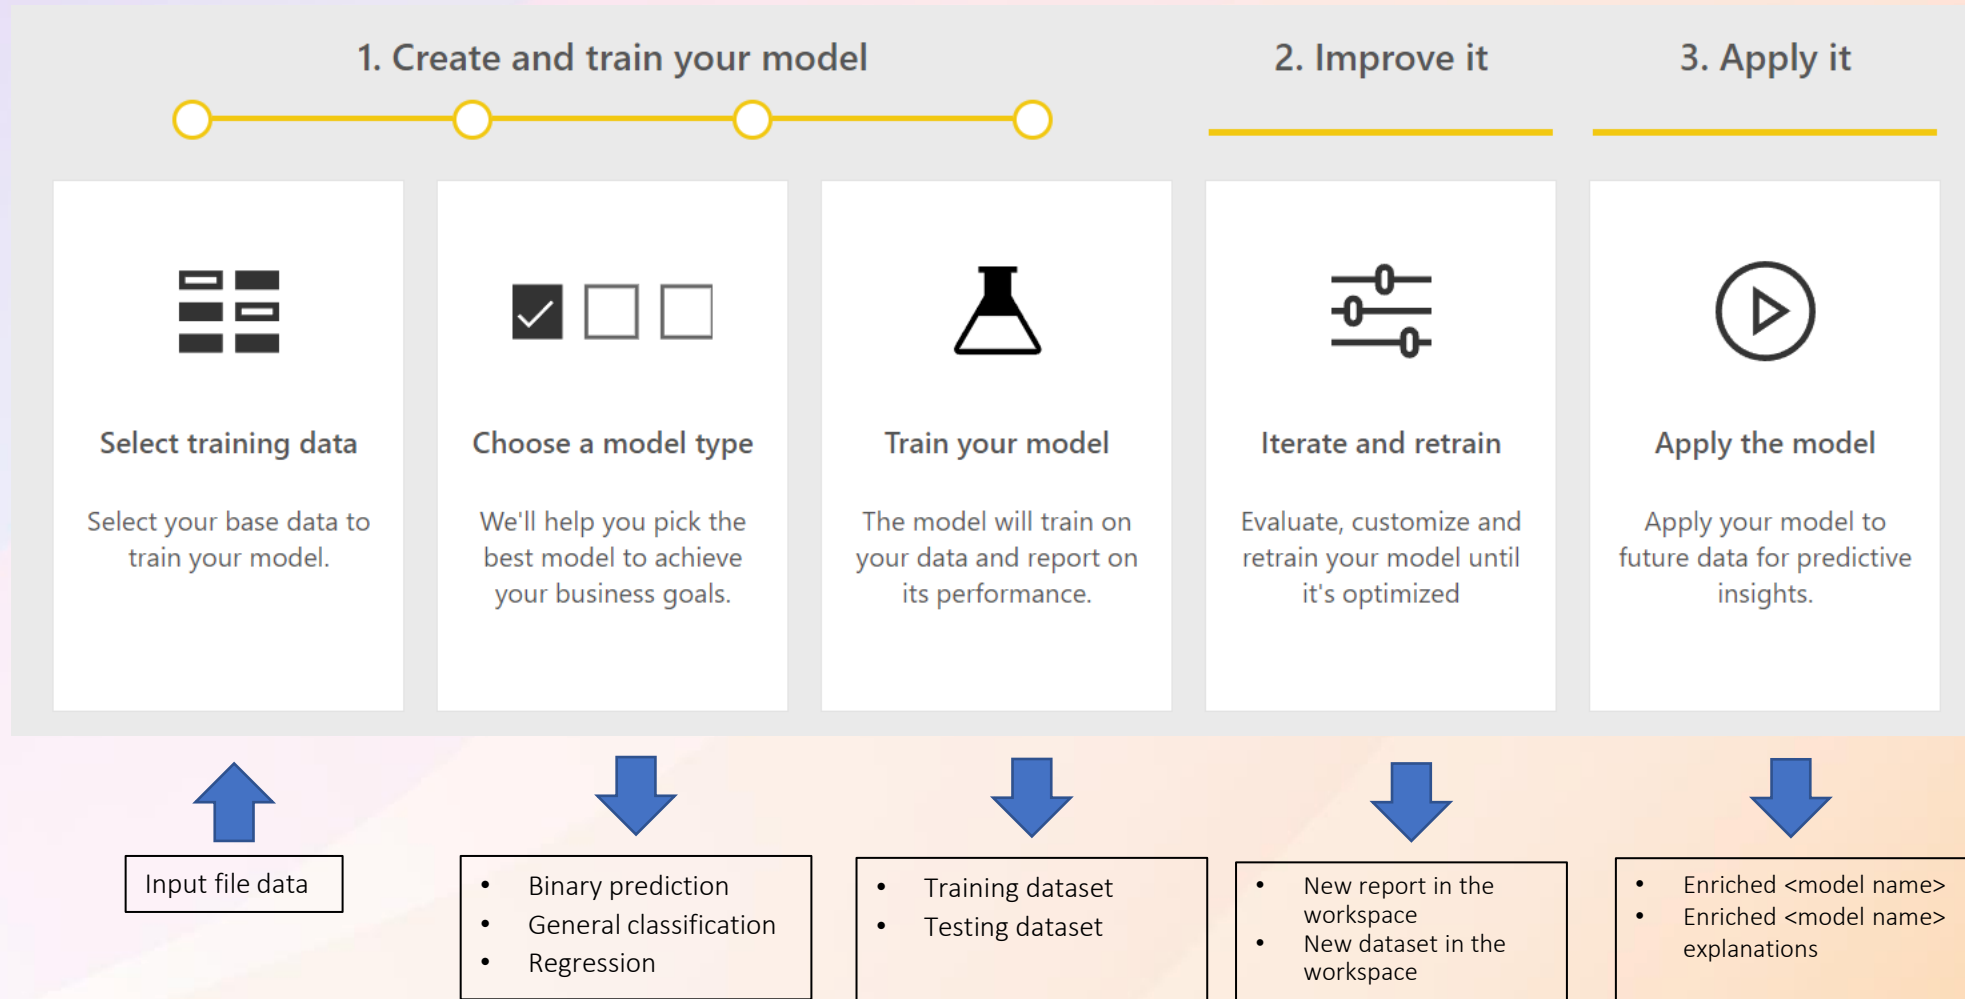 1. Create and train your model
2. Improve it
3. Apply it
Select training data
Select your base data to
train your model.
Choose a model type
We'll help you pick the
best model to achieve
your business goals.
Train your model
The model will train on
your data and report on
its performance.
Iterate and retrain
Evaluate, customize and
retrain your model until
it's optimized
Apply the model
Apply your model to
future data for predictive
insights.
Input file data
• Binary prediction
• General classification
• Regression
• Training dataset
• Testing dataset
• New report in the
workspace
• New dataset in the
workspace
• Enriched <model name>
• Enriched <model name>
explanations